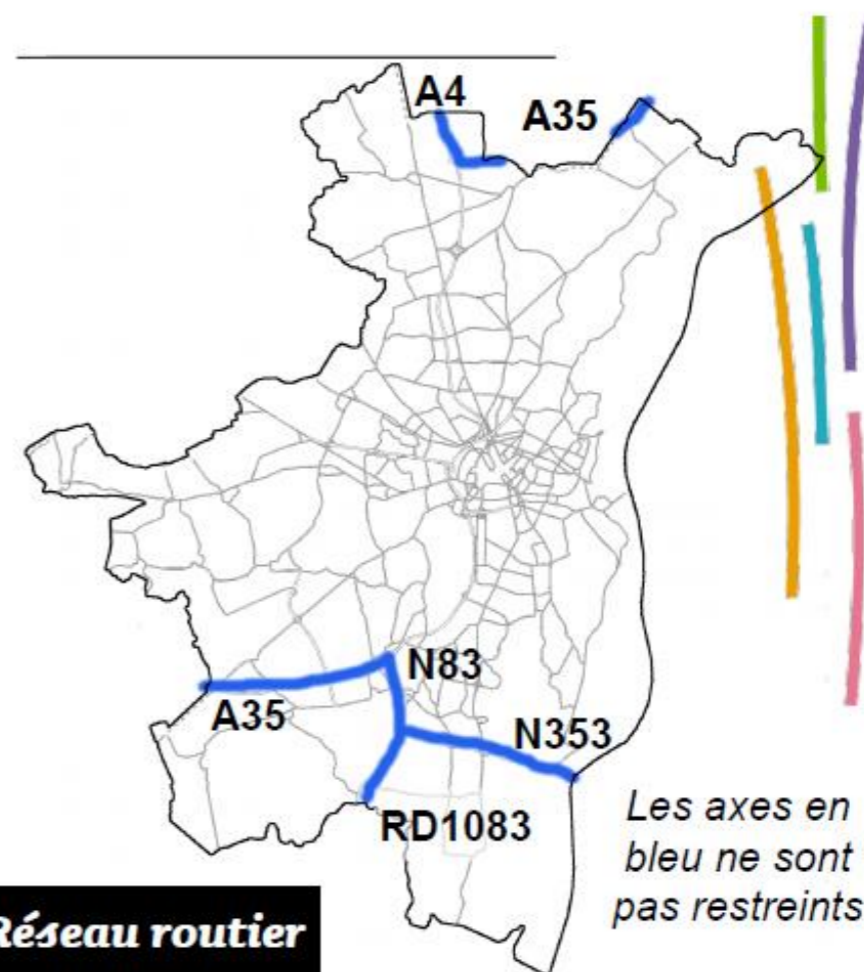 A4
A35
N83
A35
N353
RD1083
Les axes en
bleu ne sont
pas restreints
Réseau routier